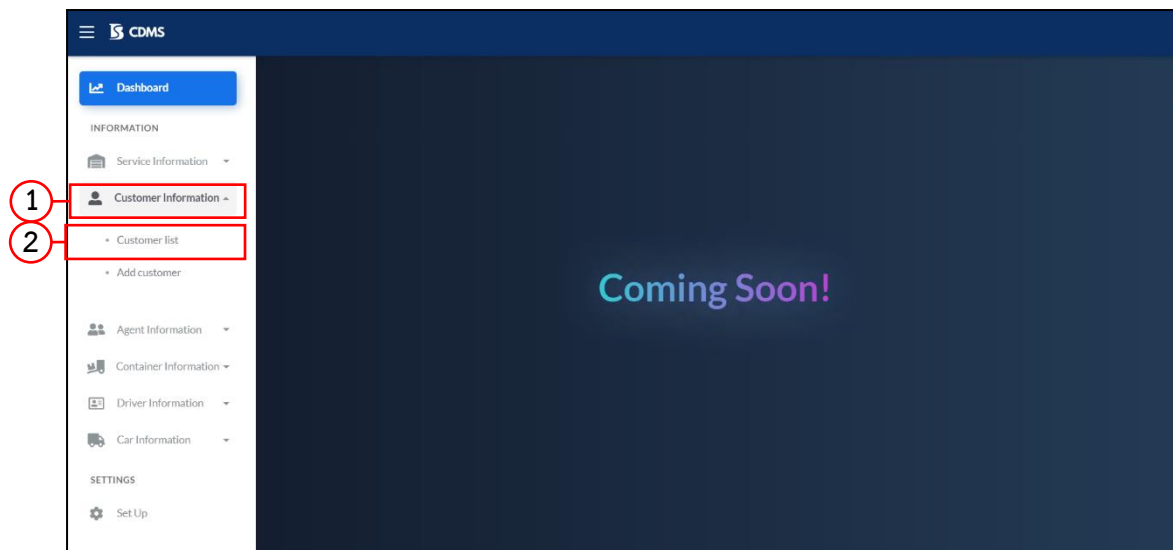 CDMS
Dashboard
INFORMATION
Service Information
1
Customer Information
2
Customer list
Add customer
Coming Soon!
Agent Information
Container Information
Driver Information
Car Information
SETTINGS
Set Up